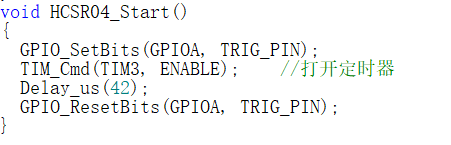 void HCSR04_Start()
{
  GPIO_SetBits(GPIOA, TRIG_PIN);
  TIM_Cmd(TIM3, ENABLE);    //打开定时器
  Delay_us(42);
  GPIO_ResetBits(GPIOA, TRIG_PIN);
}